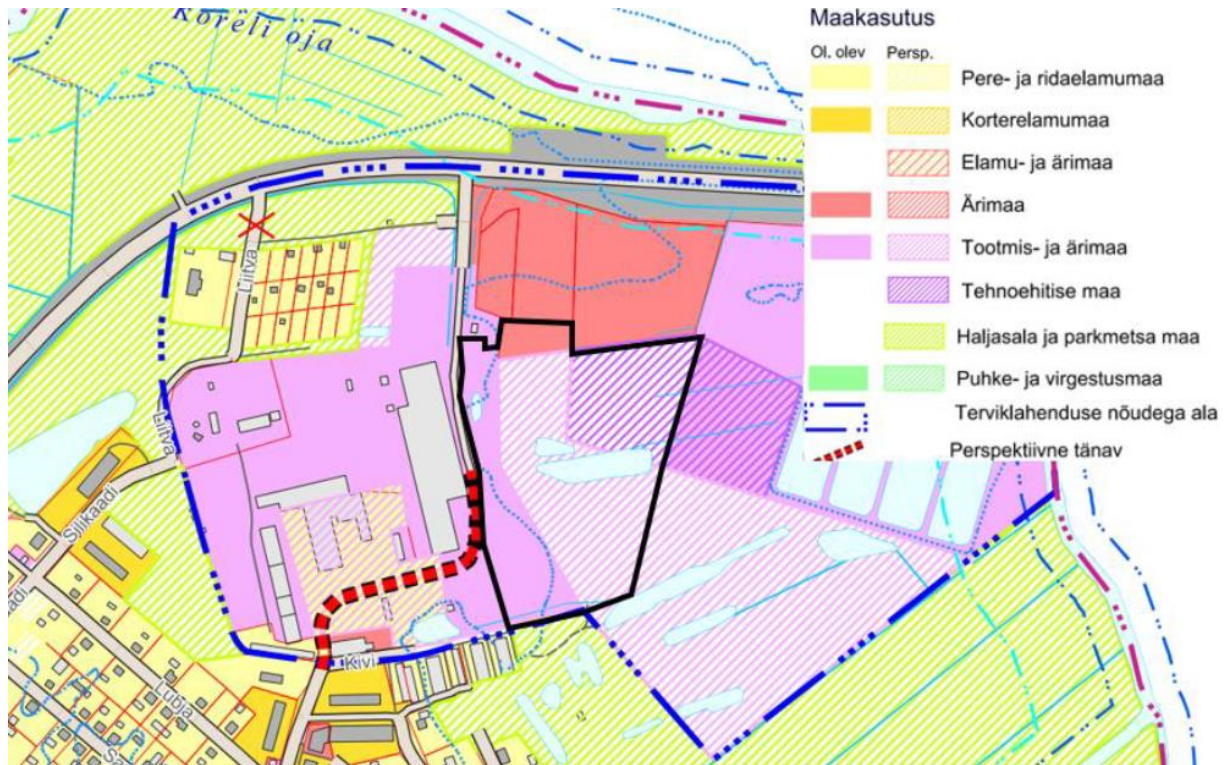 Koreli oja
Maakasutus
Ol. olev Persp.
Pere- ja ridaelamumaa
Korterelamumaa
Elamu- ja ärimaa
Ärimaa
Tootmis- ja ärimaa
Tehnoehitise maa
Haljasala ja parkmetsa maa
Puhke- ja virgestusmaa
Terviklahenduse nõudega ala
Perspektiivne tänav
Liitva
Liitva
Silikaadi
Kivi
Lubja